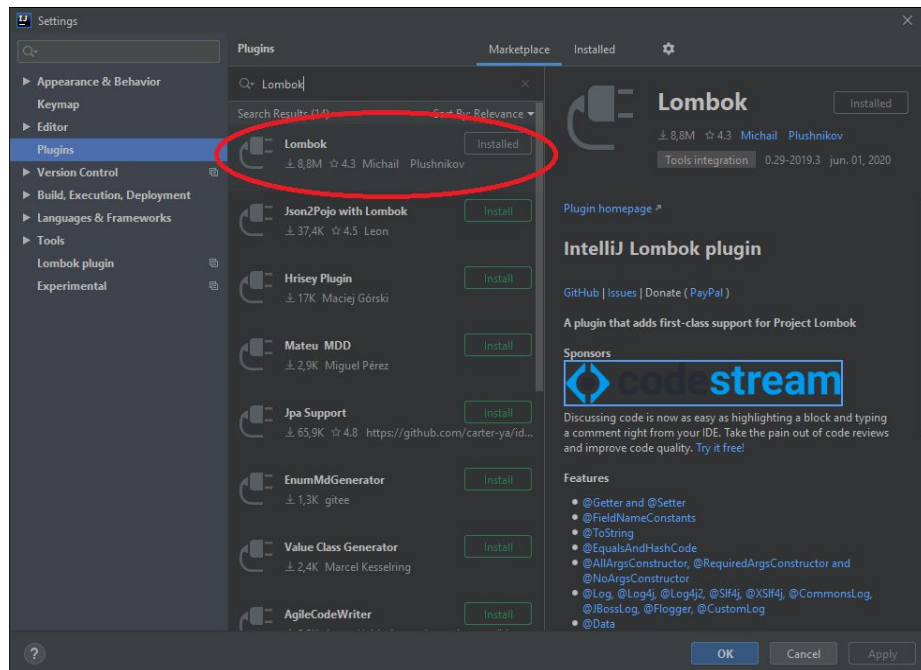 Settings
Plugins
Marketplace
Installed
Appearance & Behavior
Keymap
Editor
Plugins
Version Control
Build, Execution, Deployment
Languages & Frameworks
Tools
Lombok plugin
Experimental
Lombok
Search Results (14)
Sort By: Relevance
Lombok
Installed
8,8M 4.3 Michail Plushnikov
Json2Pojo with Lombok
Install
37,4K 4.5 Leon
Hrisey Plugin
Install
17K Maciej Górski
Mateu MDD
Install
2,9K Miguel Pérez
Jpa Support
Install
65,9K 4.8 https://github.com/carter-ya/id...
EnumMdGenerator
Install
1,3K gitee
Value Class Generator
Install
2,4K Marcel Kesselring
AgileCodeWriter
Install
Lombok
Installed
8,8M 4.3 Michail Plushnikov
Tools integration 0.29-2019.3 jun. 01, 2020
Plugin homepage
IntelliJ Lombok plugin
GitHub | Issues | Donate ( PayPal )
A plugin that adds first-class support for Project Lombok
Sponsors
codestream
Discussing code is now as easy as highlighting a block and typing
a comment right from your IDE. Take the pain out of code reviews
and improve code quality. Try it free!
Features
@Getter and @Setter
@FieldNameConstants
@ToString
@EqualsAndHashCode
@AllArgsConstructor, @RequiredArgsConstructor and
@NoArgsConstructor
@Log, @Log4j, @Log4j2, @Slf4j, @XSlf4j, @CommonsLog,
@JBossLog, @Flogger, @CustomLog
@Data
?
OK
Cancel
Apply